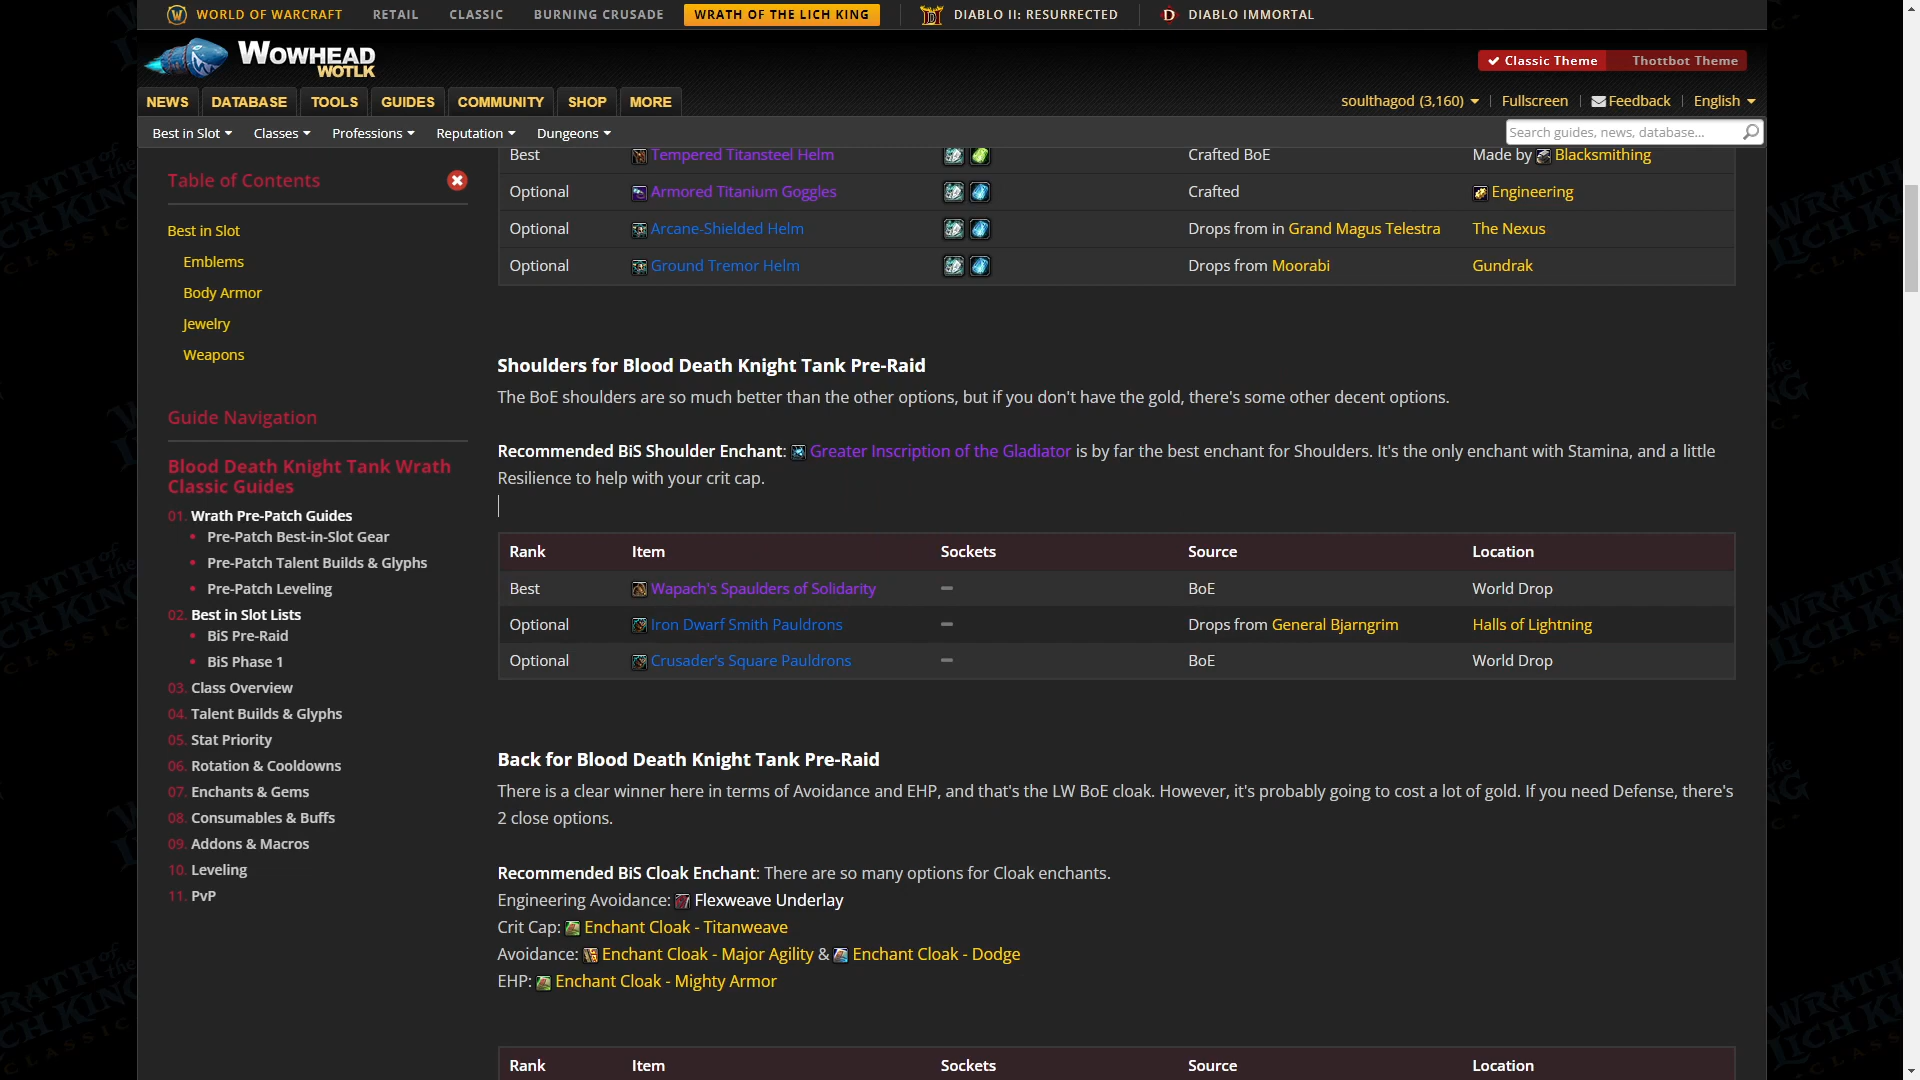 WORLD OF WARCRAFT RETAIL CLASSIC BURNING CRUSADE WRATH OF THE LICH KING DIABLO II: RESURRECTED DIABLO IMMORTAL
WOWHEAD
WOTLK
Classic Theme Thottbot Theme
NEWS DATABASE TOOLS GUIDES COMMUNITY SHOP MORE
soulthagod (3,160) Fullscreen Feedback English
Best in Slot Classes Professions Reputation Dungeons
Search guides, news, database...
Table of Contents
Best in Slot
Emblems
Body Armor
Jewelry
Weapons
Guide Navigation
Blood Death Knight Tank Wrath
Classic Guides
01. Wrath Pre-Patch Guides
• Pre-Patch Best-in-Slot Gear
• Pre-Patch Talent Builds & Glyphs
• Pre-Patch Leveling
02. Best in Slot Lists
• BiS Pre-Raid
• BiS Phase 1
03. Class Overview
04. Talent Builds & Glyphs
05. Stat Priority
06. Rotation & Cooldowns
07. Enchants & Gems
08. Consumables & Buffs
09. Addons & Macros
10. Leveling
11. PvP
Best Tempered Titansteel Helm Crafted BoE Made by Blacksmithing
Optional Armored Titanium Goggles Crafted Engineering
Optional Arcane-Shielded Helm Drops from in Grand Magus Telestra The Nexus
Optional Ground Tremor Helm Drops from Moorabi Gundrak
Shoulders for Blood Death Knight Tank Pre-Raid
The BoE shoulders are so much better than the other options, but if you don't have the gold, there's some other decent options.
Recommended BiS Shoulder Enchant: Greater Inscription of the Gladiator is by far the best enchant for Shoulders. It's the only enchant with Stamina, and a little
Resilience to help with your crit cap.
Rank Item Sockets Source Location
Best Wapach's Spaulders of Solidarity – BoE World Drop
Optional Iron Dwarf Smith Pauldrons – Drops from General Bjarngrim Halls of Lightning
Optional Crusader's Square Pauldrons – BoE World Drop
Back for Blood Death Knight Tank Pre-Raid
There is a clear winner here in terms of Avoidance and EHP, and that's the LW BoE cloak. However, it's probably going to cost a lot of gold. If you need Defense, there's
2 close options.
Recommended BiS Cloak Enchant: There are so many options for Cloak enchants.
Engineering Avoidance: Flexweave Underlay
Crit Cap: Enchant Cloak - Titanweave
Avoidance: Enchant Cloak - Major Agility & Enchant Cloak - Dodge
EHP: Enchant Cloak - Mighty Armor
Rank Item Sockets Source Location